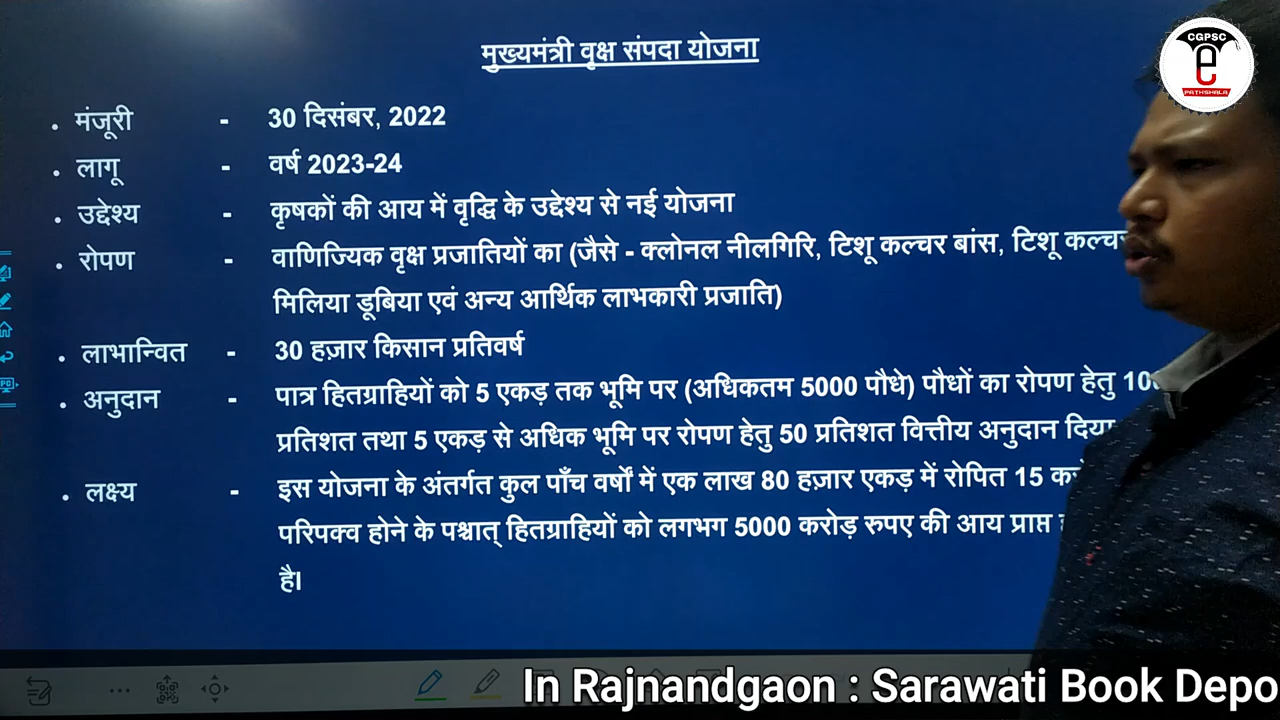 CGPSC
e
PATHSHALA
मुख्यमंत्री वृक्ष संपदा योजना
• मंजूरी - 30 दिसंबर, 2022
• लागू - वर्ष 2023-24
• उद्देश्य - कृषकों की आय में वृद्धि के उद्देश्य से नई योजना
• रोपण - वाणिज्यिक वृक्ष प्रजातियों का (जैसे - क्लोनल नीलगिरि, टिशू कल्चर बांस, टिशू
मिलिया डूबिया एवं अन्य आर्थिक लाभकारी प्रजाति)
• लाभान्वित - 30 हज़ार किसान प्रतिवर्ष
• अनुदान - पात्र हितग्राहियों को 5 एकड़ तक भूमि पर (अधिकतम 5000 पौधे) पौधों का रोपण हेतु
प्रतिशत तथा 5 एकड़ से अधिक भूमि पर रोपण हेतु 50 प्रतिशत वित्तीय अनुदान दिया
• लक्ष्य - इस योजना के अंतर्गत कुल पाँच वर्षों में एक लाख 80 हज़ार एकड़ में रोपित 15
परिपक्व होने के पश्चात् हितग्राहियों को लगभग 5000 करोड़ रुपए की आय प्राप्त
है।
In Rajnandgaon : Sarawati Book Depo